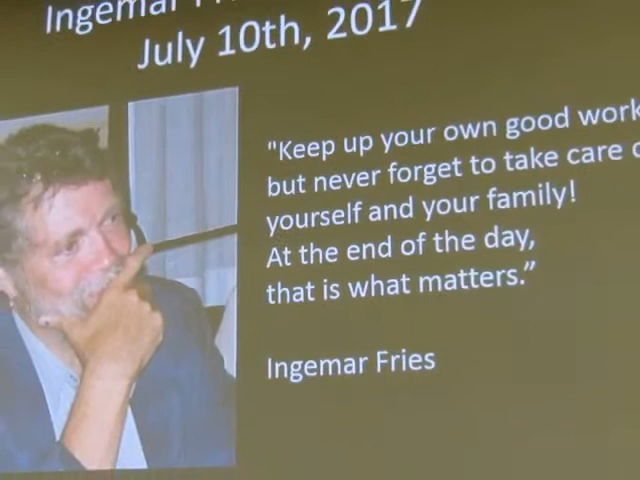 Ingemar
July 10th, 2017
"Keep up your own good work
but never forget to take care
yourself and your family!
At the end of the day,
that is what matters.”
Ingemar Fries